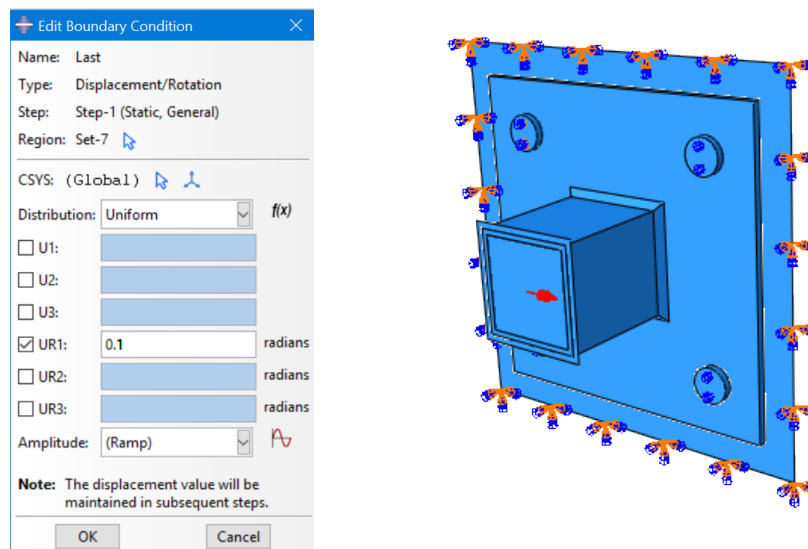 Edit Boundary Condition
Name: Last
Type: Displacement/Rotation
Step: Step-1 (Static, General)
Region: Set-7
CSYS: (Global)
Distribution: Uniform f(x)
U1:
U2:
U3:
UR1: 0.1 radians
UR2: radians
UR3: radians
Amplitude: (Ramp)
Note: The displacement value will be
maintained in subsequent steps.
OK Cancel